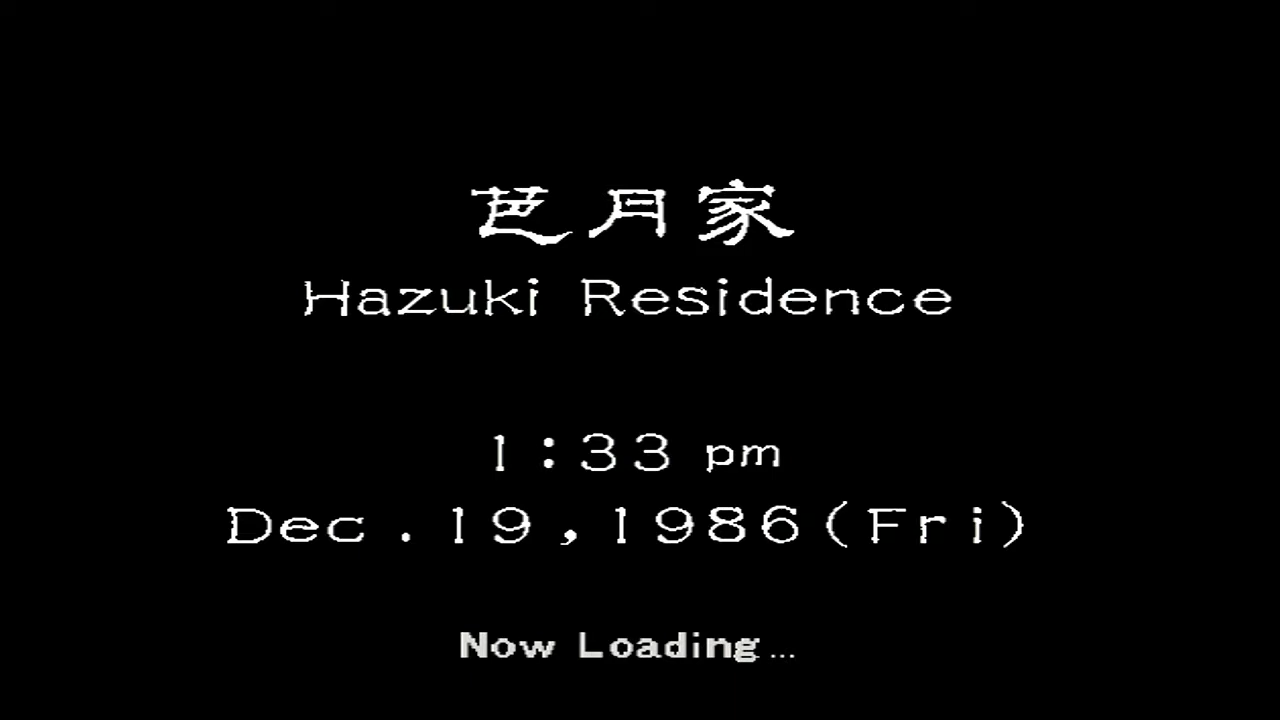 芭月家
Hazuki Residence
1:33 pm
Dec.19,1986(Fri)
Now Loading...